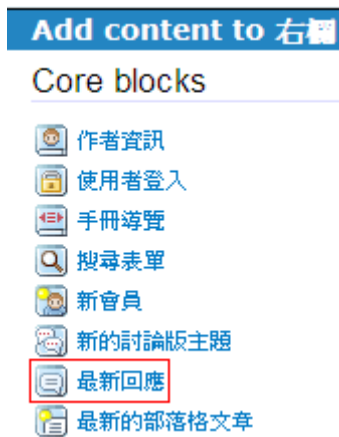 Add content to 右欄
Core blocks
作者資訊
使用者登入
手冊導覽
搜尋表單
新會員
新的討論版主題
最新回應
最新的部落格文章